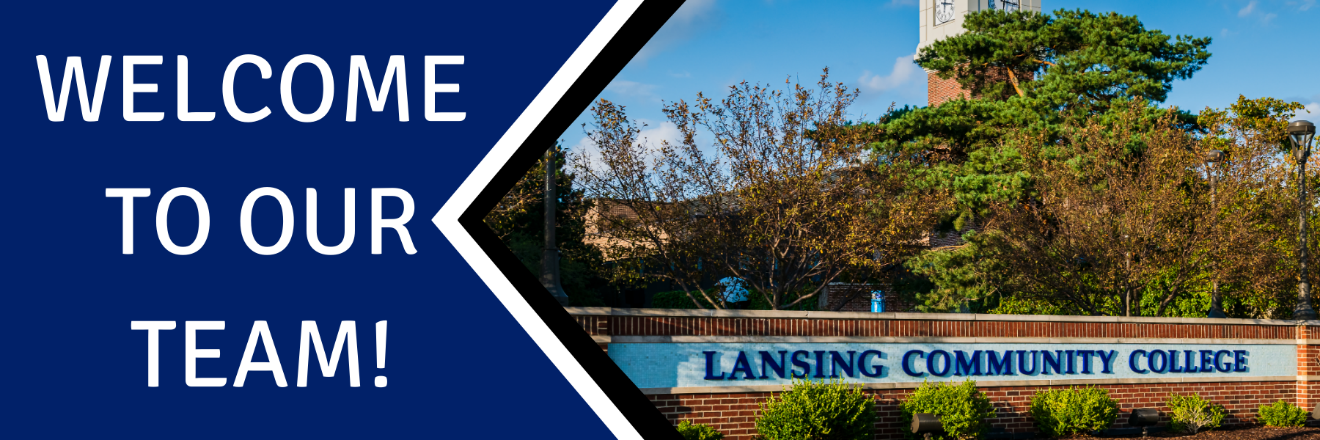 WELCOME
TO OUR
TEAM!
LANSING COMMUNITY COLLEGE